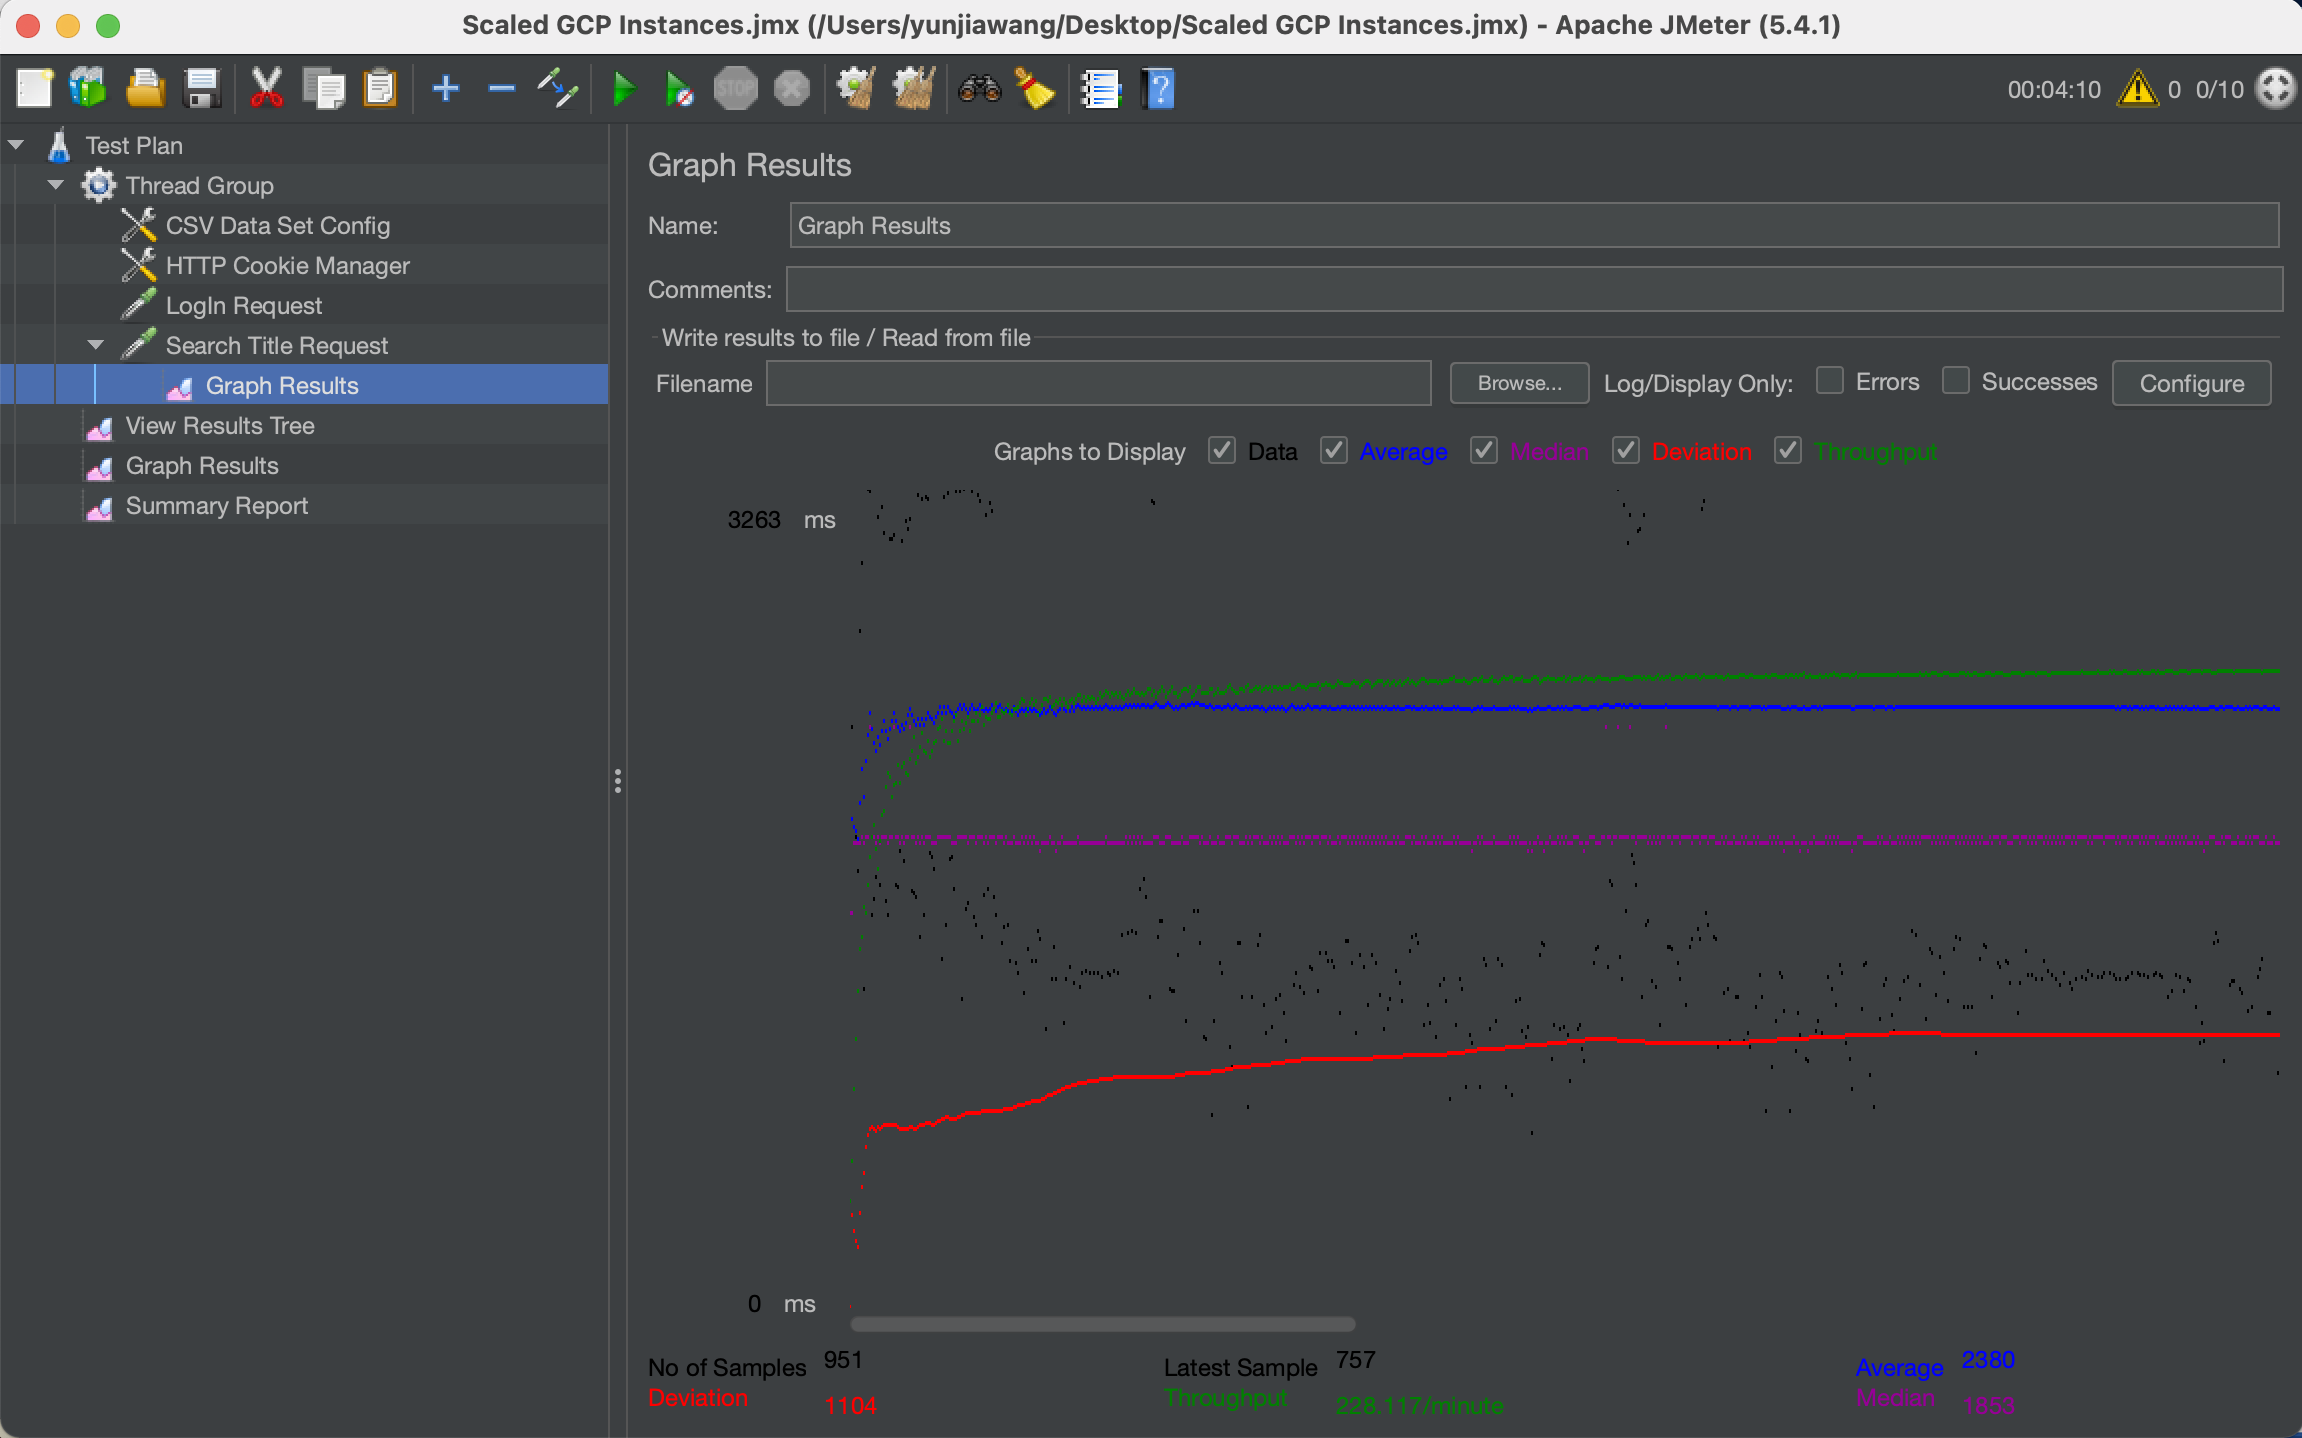 Scaled GCP Instances.jmx (/Users/yunjiawang/Desktop/Scaled GCP Instances.jmx) - Apache JMeter (5.4.1)
STOP
?
00:04:10 ! 0 0/10
Test Plan
Thread Group
CSV Data Set Config
HTTP Cookie Manager
LogIn Request
Search Title Request
Graph Results
View Results Tree
Graph Results
Summary Report
Graph Results
Name: Graph Results
Comments:
Write results to file / Read from file
Filename Browse... Log/Display Only: Errors Successes Configure
Graphs to Display Data Average Median Deviation Throughput
3263 ms
0 ms
No of Samples 951 Latest Sample 757 Average 2380
Deviation 1104 Throughput 228.117/minute Median 1853